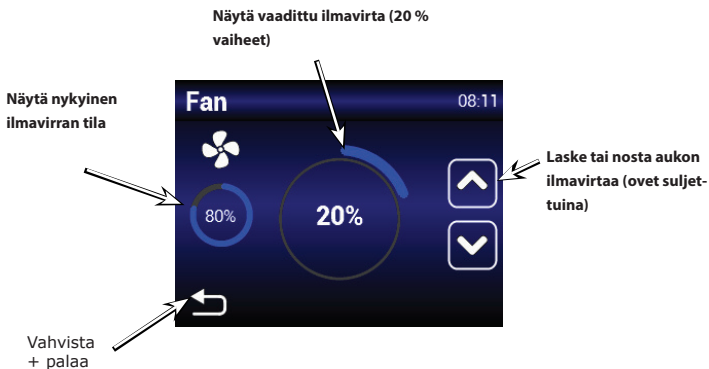 Näytä vaadittu ilmavirta (20 %
vaiheet)
Näytä nykyinen
ilmavirran tila
Fan
08:11
80%
20%
Laske tai nosta aukon
ilmavirtaa (ovet suljet-
tuina)
Vahvista
+ palaa